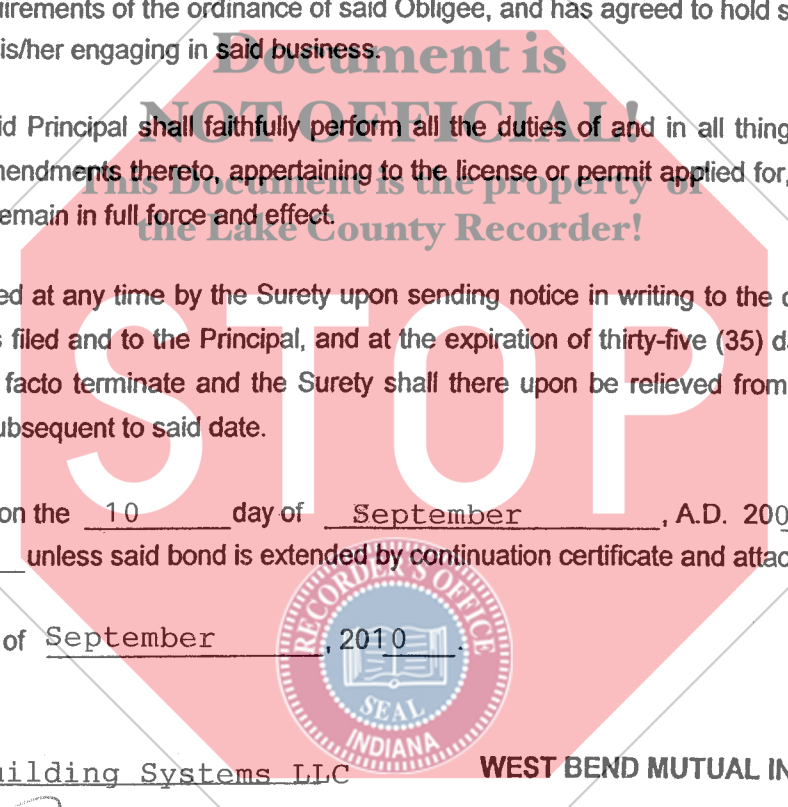 uirements of the ordinance of said Obligee, and has agreed to hold s
is/her engaging in said business.
Document is
NOT OFFICIAL!
id Principal shall faithfully perform all the duties of and in all thing
nendments thereto, appertaining to the license or permit applied for,
This Document is the property of
emain in full force and effect.
the Lake County Recorder!
ed at any time by the Surety upon sending notice in writing to the
s filed and to the Principal, and at the expiration of thirty-five (35) d
facto terminate and the Surety shall there upon be relieved from
ubsequent to said date.
STOP
on the 10 day of September, A.D. 200
unless said bond is extended by continuation certificate and attac
of September, 2010.
RECORDER'S OFFICE
SEAL
INDIANA
uilding Systems LLC WEST BEND MUTUAL IN